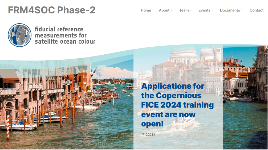 FRM4SOC Phase-2
Home About Team Events Documents Contact
fiducial reference
measurements for
satellite ocean colour
Applications for
the Copernicus
FICE 2024 training
event are now
open!